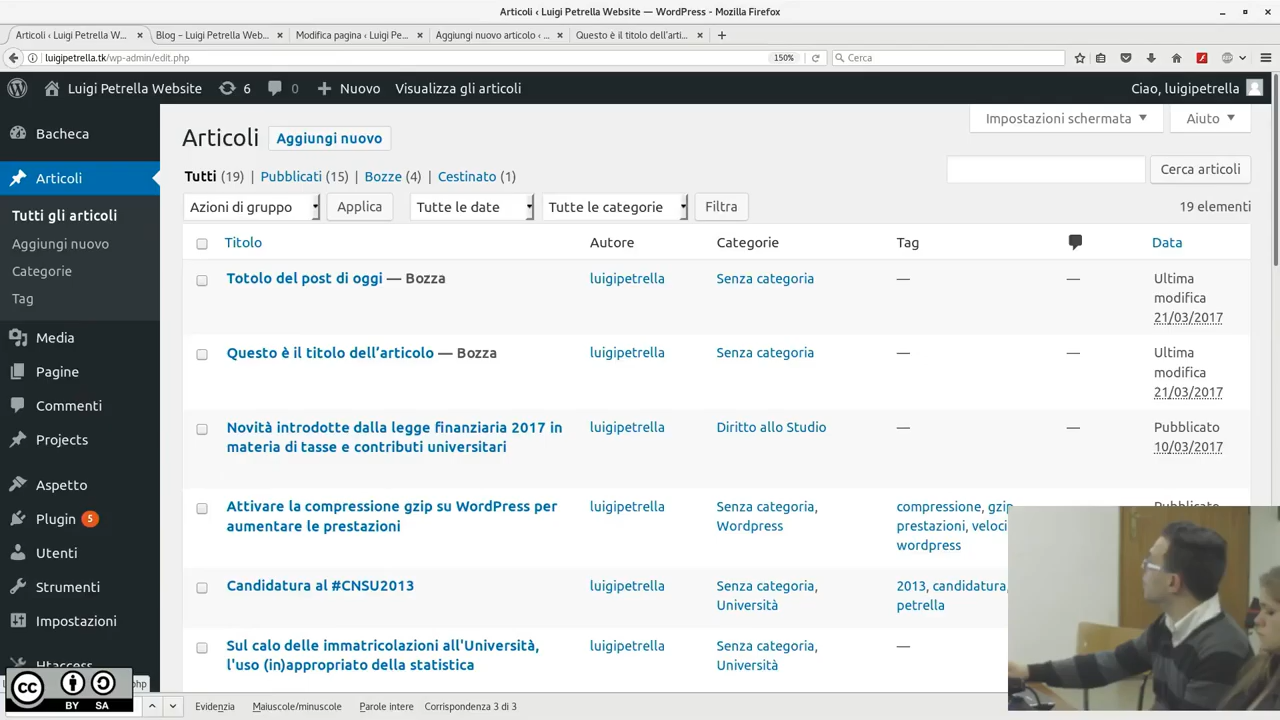 Articoli ‹ Luigi Petrella Website — WordPress - Mozilla Firefox
Articoli ‹ Luigi Petrella W...
Blog – Luigi Petrella Web...
Modifica pagina ‹ Luigi Pe...
Aggiungi nuovo articolo ‹ ...
Questo è il titolo dell'arti...
luigipetrella.tk/wp-admin/edit.php
150%
Cerca
Luigi Petrella Website
6
0
Nuovo
Visualizza gli articoli
Ciao, luigipetrella
Bacheca
Articoli
Tutti gli articoli
Aggiungi nuovo
Categorie
Tag
Media
Pagine
Commenti
Projects
Aspetto
Plugin 5
Utenti
Strumenti
Impostazioni
Htaccess
Articoli
Aggiungi nuovo
Impostazioni schermata
Aiuto
Tutti (19) | Pubblicati (15) | Bozze (4) | Cestinato (1)
Cerca articoli
Azioni di gruppo
Applica
Tutte le date
Tutte le categorie
Filtra
19 elementi
Titolo
Autore
Categorie
Tag
Data
Totolo del post di oggi — Bozza
luigipetrella
Senza categoria
—
—
Ultima
modifica
21/03/2017
Questo è il titolo dell’articolo — Bozza
luigipetrella
Senza categoria
—
—
Ultima
modifica
21/03/2017
Novità introdotte dalla legge finanziaria 2017 in
materia di tasse e contributi universitari
luigipetrella
Diritto allo Studio
—
—
Pubblicato
10/03/2017
Attivare la compressione gzip su WordPress per
aumentare le prestazioni
luigipetrella
Senza categoria,
Wordpress
compressione, gzip,
prestazioni, veloci
wordpress
Pubblicato
Candidatura al #CNSU2013
luigipetrella
Senza categoria,
Università
2013, candidatura,
petrella
Sul calo delle immatricolazioni all'Università,
l'uso (in)appropriato della statistica
luigipetrella
Senza categoria,
Università
—
cc
BY SA
php
Evidenzia
Maiuscole/minuscole
Parole intere
Corrispondenza 3 di 3